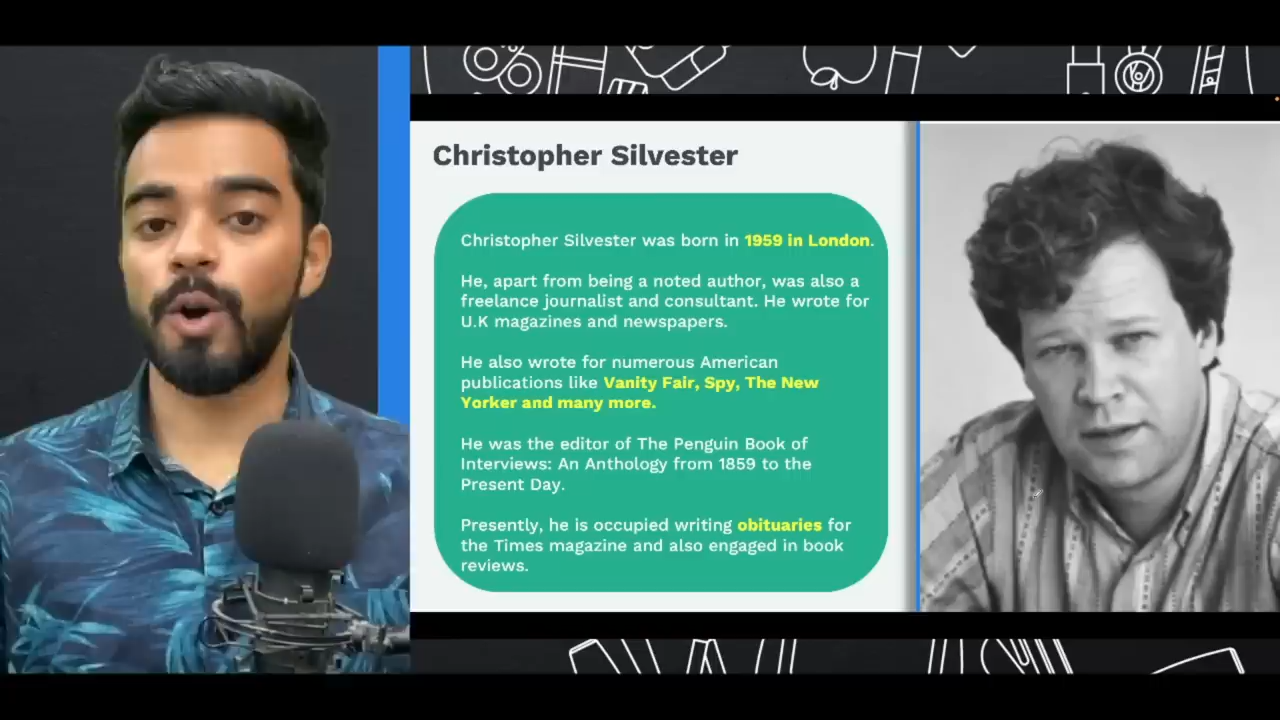 Christopher Silvester
Christopher Silvester was born in 1959 in London.
He, apart from being a noted author, was also a
freelance journalist and consultant. He wrote for
U.K magazines and newspapers.
He also wrote for numerous American
publications like Vanity Fair, Spy, The New
Yorker and many more.
He was the editor of The Penguin Book of
Interviews: An Anthology from 1859 to the
Present Day.
Presently, he is occupied writing obituaries for
the Times magazine and also engaged in book
reviews.